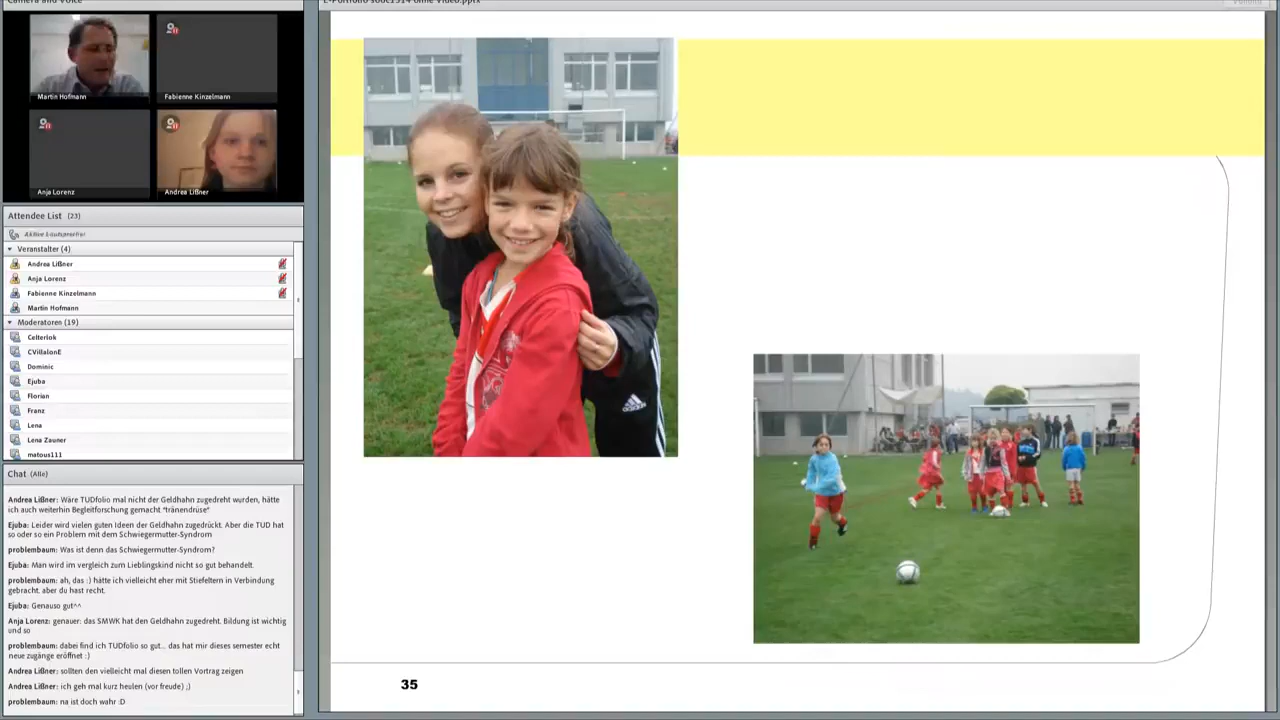 Camera and Voice
E-Portfolio sooc1314 ohne Video.pptx
Martin Hofmann
Fabienne Kinzelmann
Anja Lorenz
Andrea Lißner
Attendee List (23)
Veranstalter (4)
Andrea Lißner
Anja Lorenz
Fabienne Kinzelmann
Martin Hofmann
Moderatoren (19)
Celterlok
CVillalonE
Dominic
Ejuba
Florian
Franz
Lena
Lena Zauner
matous111
Chat (Alle)
Andrea Lißner: Wäre TUDfolio mal nicht der Geldhahn zugedreht wurden, hätte
ich auch weiterhin Begleitforschung gemacht *tränendrüse*
Ejuba: Leider wird vielen guten Ideen der Geldhahn zugedrückt. Aber die TUD hat
so oder so ein Problem mit dem Schwiegermutter-Syndrom
problembaum: Was ist denn das Schwiegermutter-Syndrom?
Ejuba: Man wird im vergleich zum Lieblingskind nicht so gut behandelt.
problembaum: ah, das :) hätte ich vielleicht eher mit Stiefeltern in Verbindung
gebracht. aber du hast recht.
Ejuba: Genauso gut^^
Anja Lorenz: genauer: das SMWK hat den Geldhahn zugedreht. Bildung ist wichtig
und so
problembaum: dabei find ich TUDfolio so gut... das hat mir dieses semester echt
neue zugänge eröffnet :)
Andrea Lißner: sollten den vielleicht mal diesen tollen Vortrag zeigen
Andrea Lißner: ich geh mal kurz heulen (vor freude) ;)
problembaum: na ist doch wahr :D
35